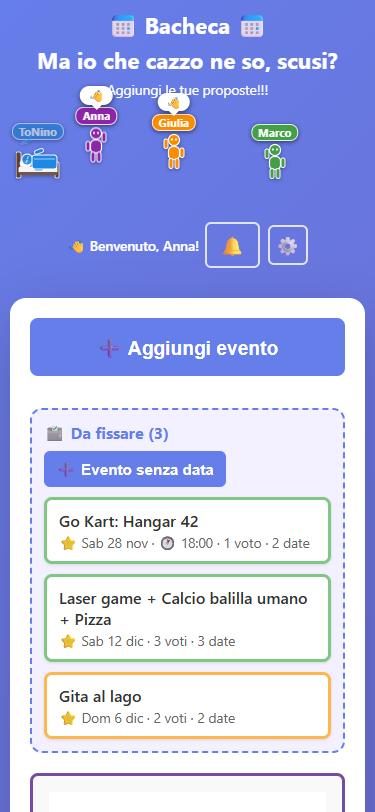 Bacheca
Ma io che cazzo ne so, scusi?
Aggiungi le tue proposte!!!
Anna
Giulia
ToNino
Marco
Benvenuto, Anna!
Aggiungi evento
Da fissare (3)
Evento senza data
Go Kart: Hangar 42
Sab 28 nov · 18:00 · 1 voto · 2 date
Laser game + Calcio balilla umano
+ Pizza
Sab 12 dic · 3 voti · 3 date
Gita al lago
Dom 6 dic · 2 voti · 2 date